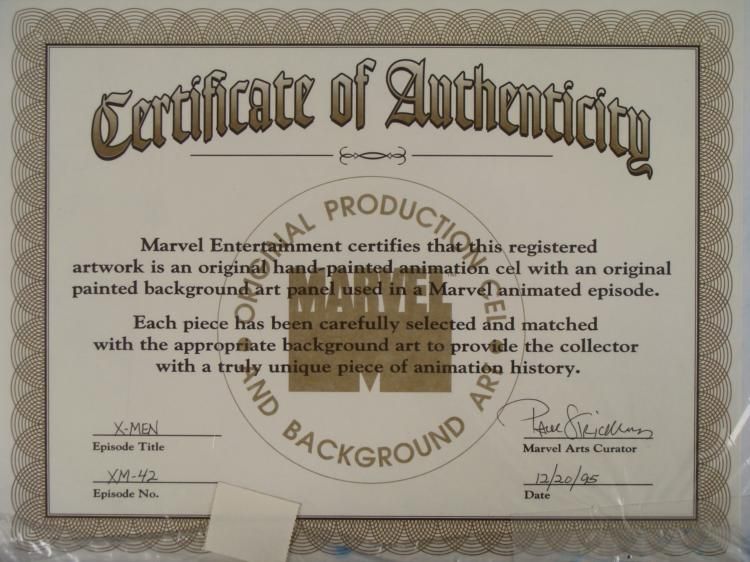 Certificate of Authenticity
ORIGINAL PRODUCTION CEL
Marvel Entertainment certifies that this registered
artwork is an original hand-painted animation cel with an original
painted background art panel used in a Marvel animated episode.
MARVEL
Each piece has been carefully selected and matched
with the appropriate background art to provide the collector
with a truly unique piece of animation history.
AND BACKGROUND ART
X-MEN
Episode Title
Marvel Arts Curator
XM-42
Episode No.
12/20/95
Date